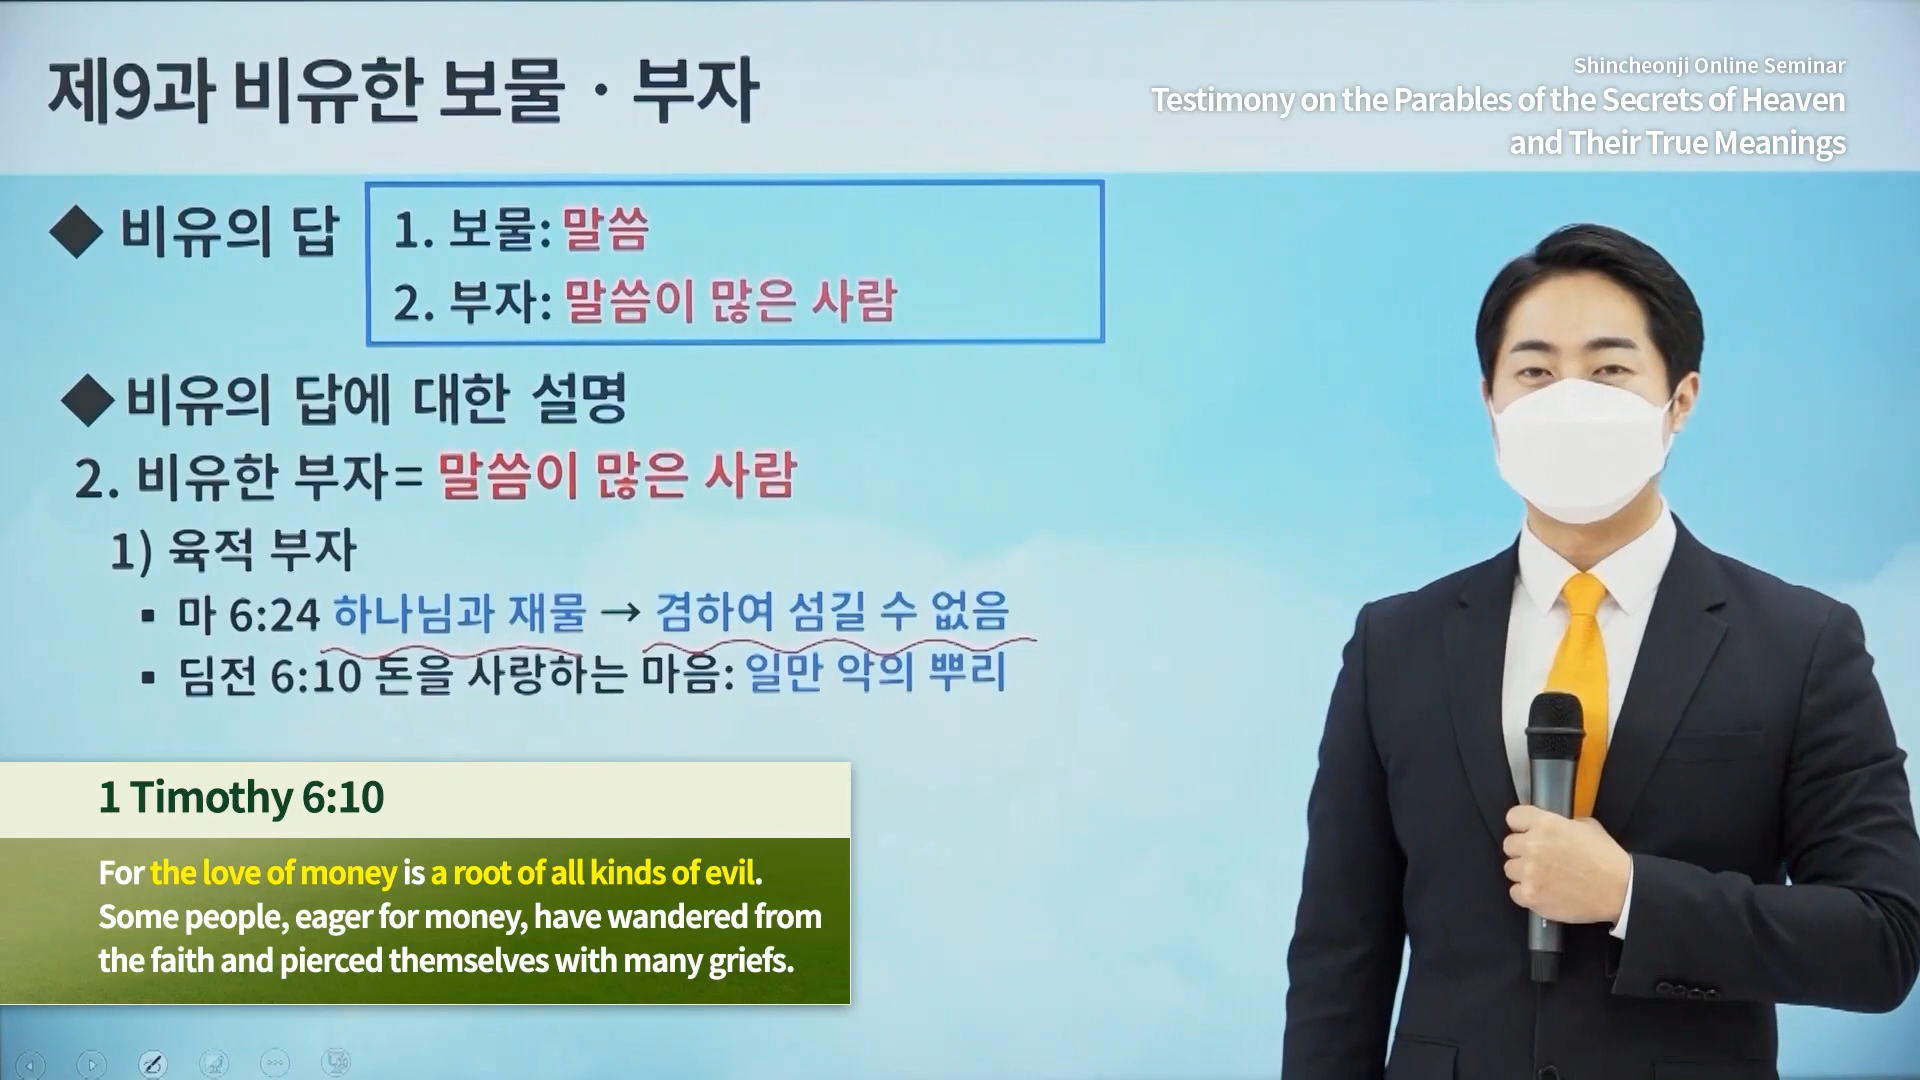 제9과 비유한 보물 · 부자
Shincheonji Online Seminar
Testimony on the Parables of the Secrets of Heaven
and Their True Meanings
◆ 비유의 답
1. 보물: 말씀
2. 부자: 말씀이 많은 사람
◆ 비유의 답에 대한 설명
2. 비유한 부자= 말씀이 많은 사람
1) 육적 부자
▪ 마 6:24 하나님과 재물 → 겸하여 섬길 수 없음
▪ 딤전 6:10 돈을 사랑하는 마음: 일만 악의 뿌리
1 Timothy 6:10
For the love of money is a root of all kinds of evil.
Some people, eager for money, have wandered from
the faith and pierced themselves with many griefs.